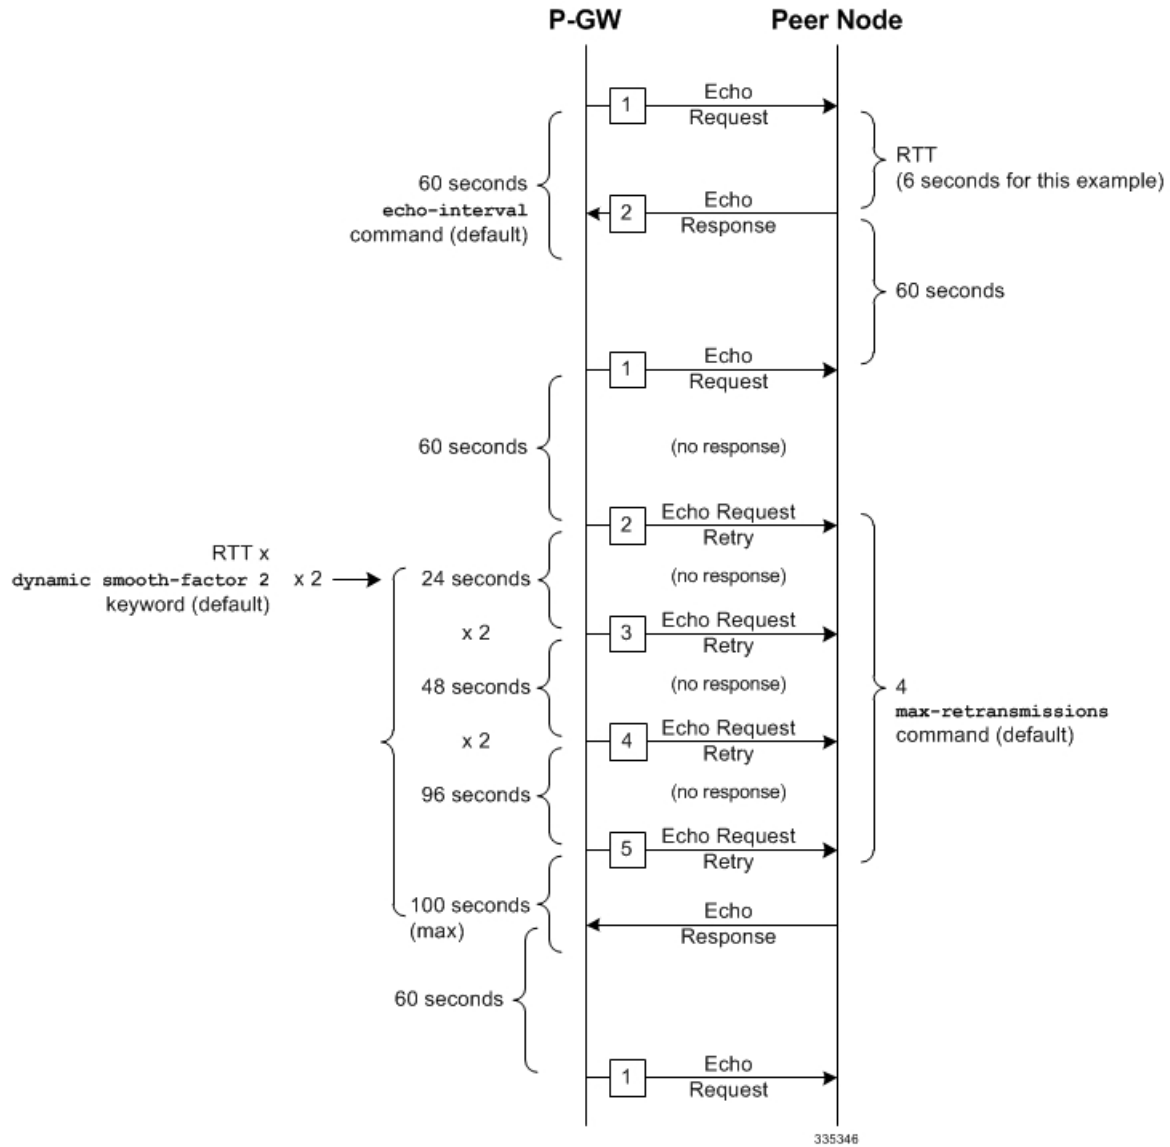 P-GW
Peer Node
1
Echo
Request
RTT
(6 seconds for this example)
60 seconds
echo-interval
command (default)
2
Echo
Response
60 seconds
1
Echo
Request
60 seconds
(no response)
2
Echo Request
Retry
RTT x
dynamic smooth-factor 2
keyword (default)
x 2
24 seconds
(no response)
x 2
3
Echo Request
Retry
48 seconds
(no response)
4
max-retransmissions
command (default)
x 2
4
Echo Request
Retry
96 seconds
(no response)
5
Echo Request
Retry
100 seconds
(max)
Echo
Response
60 seconds
1
Echo
Request
335346